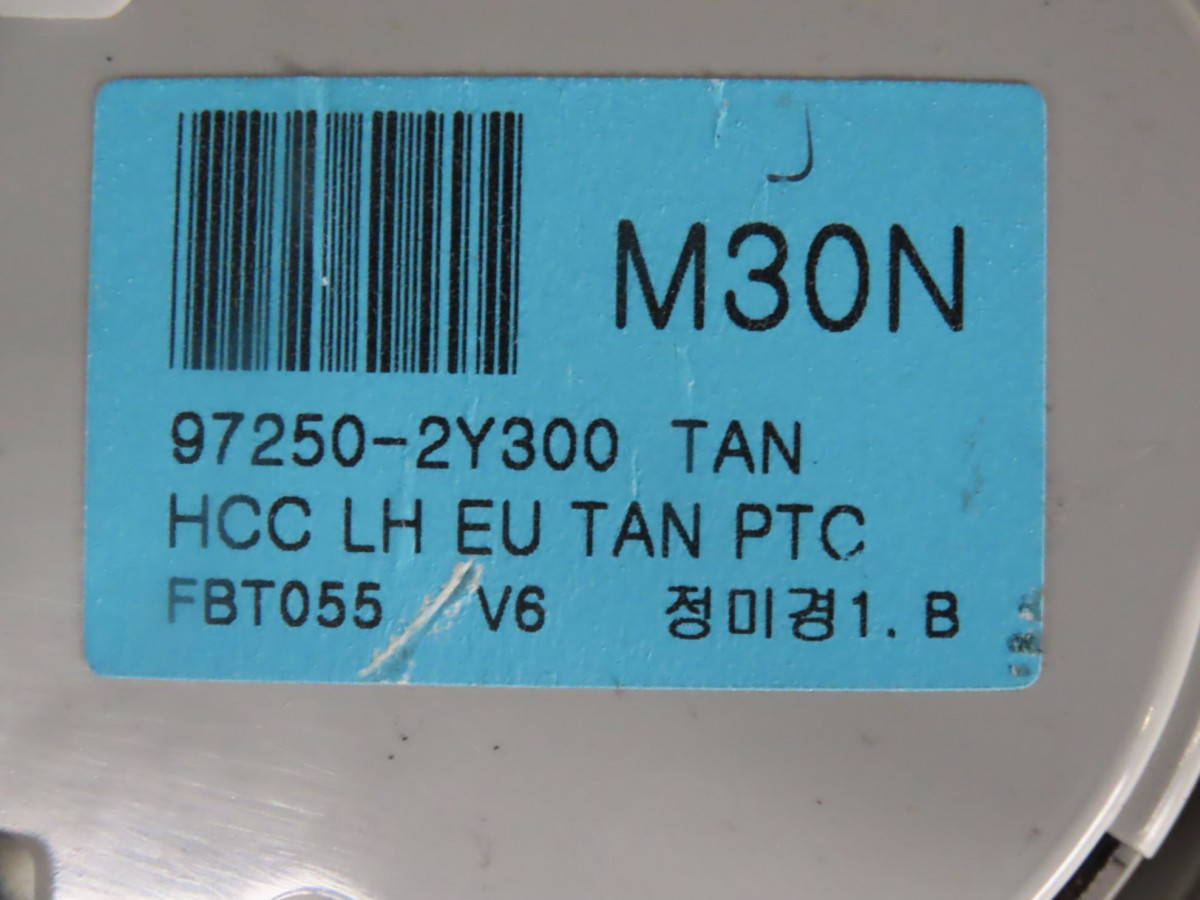 M30N
97250-2Y300 TAN
HCC LH EU TAN PTC
FBT055 V6 정미경1. B